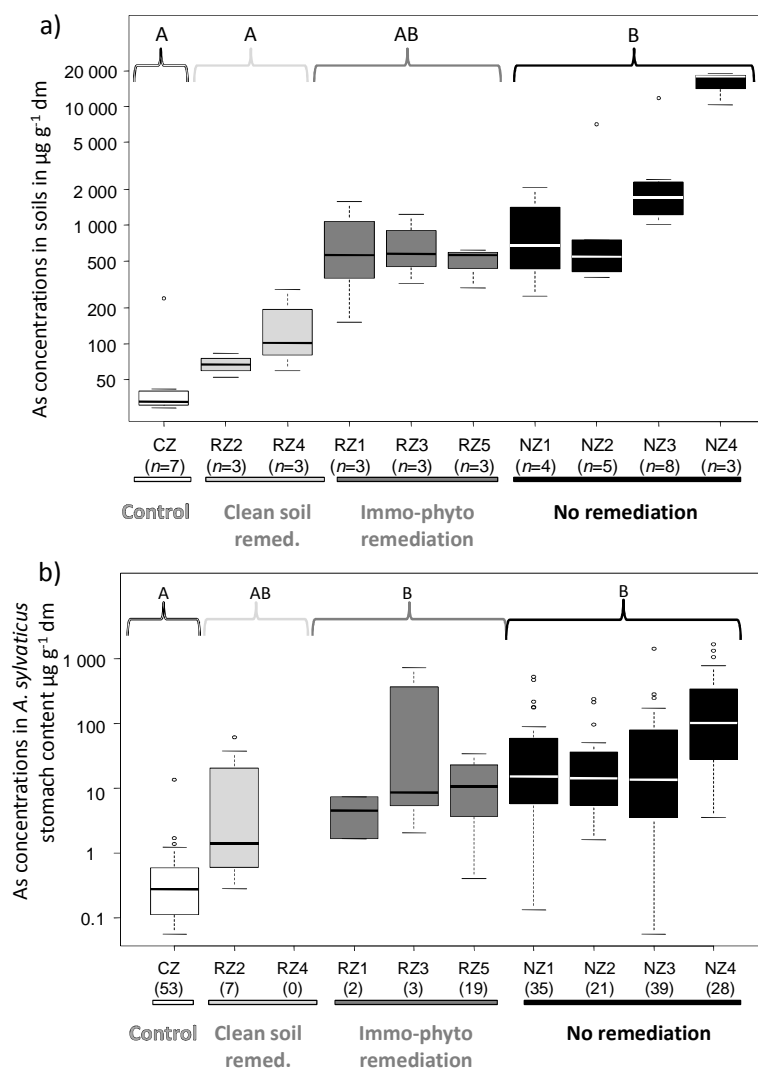 a)
A A AB B
As concentrations in soils in µg g-1 dm
20 000
10 000
5 000
2 000
1 000
500
200
100
50
CZ RZ2 RZ4 RZ1 RZ3 RZ5 NZ1 NZ2 NZ3 NZ4
(n=7) (n=3) (n=3) (n=3) (n=3) (n=3) (n=4) (n=5) (n=8) (n=3)
Control Clean soil Immo-phyto No remediation
remed. remediation
b)
A AB B B
As concentrations in A. sylvaticus
stomach content µg g-1 dm
1 000
100
10
1
0.1
CZ RZ2 RZ4 RZ1 RZ3 RZ5 NZ1 NZ2 NZ3 NZ4
(53) (7) (0) (2) (3) (19) (35) (21) (39) (28)
Control Clean soil Immo-phyto No remediation
remed. remediation